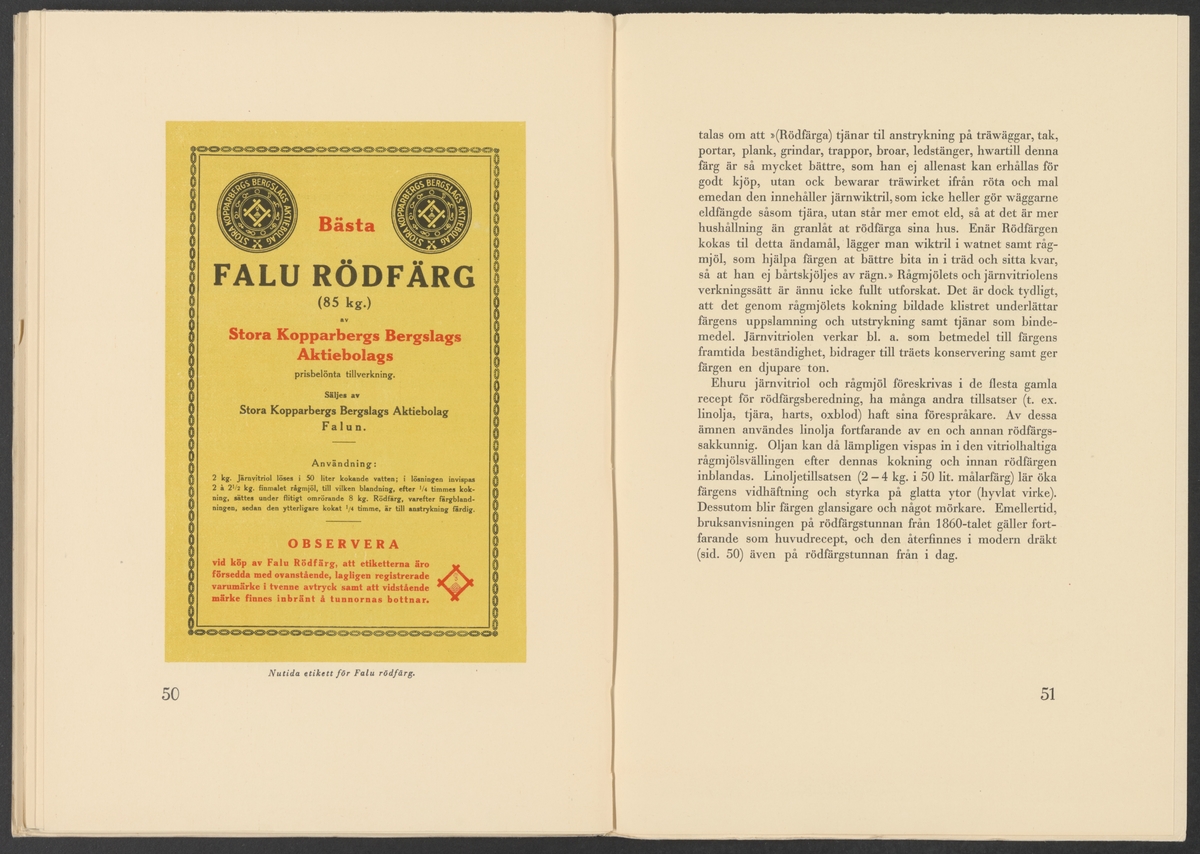 STORA KOPPARBERGS BERGSLAGS AKTIEBOLAG
STORA KOPPARBERGS BERGSLAGS AKTIEBOLAG
Bästa
FALU RÖDFÄRG
(85 kg.)
av
Stora Kopparbergs Bergslags
Aktiebolags
prisbelönta tillverkning.
Säljes av
Stora Kopparbergs Bergslags Aktiebolag
Falun.
Användning:
2 kg. Järnvitriol löses i 50 liter kokande vatten; i lösningen invispas
2 à 2½ kg. finmalet rågmjöl, till vilken blandning, efter ¼ timmes kok-
ning, sättes under flitigt omrörande 8 kg. Rödfärg, varefter färgbland-
ningen, sedan den ytterligare kokat ¼ timme, är till anstrykning färdig.
OBSERVERA
vid köp av Falu Rödfärg, att etiketterna äro
försedda med ovanstående, lagligen registrerade
varumärke i tvenne avtryck samt att vidstående
märke finnes inbränt å tunnornas bottnar.
Nutida etikett för Falu rödfärg.
50
talas om att »(Rödfärga) tjänar til anstrykning på träwäggar, tak,
portar, plank, grindar, trappor, broar, ledstänger, hwartill denna
färg är så mycket bättre, som han ej allenast kan erhållas för
godt kjöp, utan ock bewarar träwirket ifrån röta och mal
emedan den innehåller järnwiktril, som icke heller gör wäggarne
eldfängde såsom tjära, utan står mer emot eld, så at det är mer
hushållning än granlåt at rödfärga sina hus. Enär Rödfärgen
kokas til detta ändamål, lägger man wiktril i watnet samt råg-
mjöl, som hjälpa färgen at bättre bita in i träd och sitta kvar,
så at han ej bårtskjöljes av rägn.» Rågmjölets och järnvitriolens
verkningssätt är ännu icke fullt utforskat. Det är dock tydligt,
att det genom rågmjölets kokning bildade klistret underlättar
färgens uppslamning och utstrykning samt tjänar som binde-
medel. Järnvitriolen verkar bl. a. som betmedel till färgens
framtida beständighet, bidrager till träets konservering samt ger
färgen en djupare ton.
Ehuru järnvitriol och rågmjöl föreskrivas i de flesta gamla
recept för rödfärgsberedning, ha många andra tillsatser (t. ex.
linolja, tjära, harts, oxblod) haft sina förespråkare. Av dessa
ämnen användes linolja fortfarande av en och annan rödfärgs-
sakkunnig. Oljan kan då lämpligen vispas in i den vitriolhaltiga
rågmjölsvällingen efter dennas kokning och innan rödfärgen
inblandas. Linoljetillsatsen (2 – 4 kg. i 50 lit. målarfärg) lär öka
färgens vidhäftning och styrka på glatta ytor (hyvlat virke).
Dessutom blir färgen glansigare och något mörkare. Emellertid,
bruksanvisningen på rödfärgstunnan från 1860-talet gäller fort-
farande som huvudrecept, och den återfinnes i modern dräkt
(sid. 50) även på rödfärgstunnan från i dag.
51